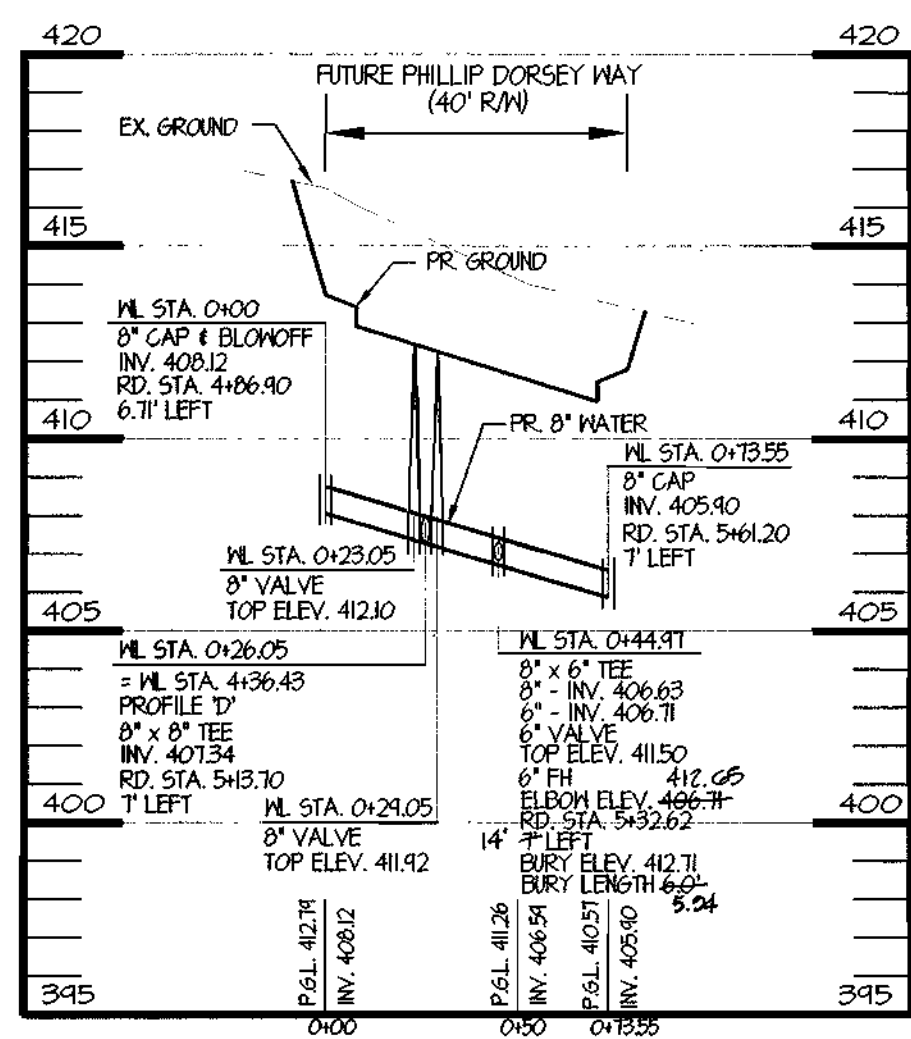 420 420
FUTURE PHILLIP DORSEY WAY
(40' R/W)
EX. GROUND
415 415
PR. GROUND
WL STA. 0+00
8" CAP & BLOWOFF
INV. 408.12
RD. STA. 4+86.90
6.71' LEFT
410 410
PR. 8" WATER
WL STA. 0+73.55
8" CAP
INV. 405.90
RD. STA. 5+61.20
7' LEFT
WL STA. 0+23.05
8" VALVE
TOP ELEV. 412.10
405 405
WL STA. 0+26.05
= WL STA. 4+36.43
PROFILE 'D'
8" x 8" TEE
INV. 407.34
RD. STA. 5+13.70
7' LEFT
WL STA. 0+44.97
8" x 6" TEE
8" - INV. 406.63
6" - INV. 406.71
6" VALVE
TOP ELEV. 411.50
6" FH 412.65
ELBOW ELEV. 406.71
RD. STA. 5+32.62
14' 7' LEFT
BURY ELEV. 412.71
BURY LENGTH 6.0'
5.94
400 400
WL STA. 0+29.05
8" VALVE
TOP ELEV. 411.92
P.G.L. 412.79
INV. 408.12
P.G.L. 411.26
INV. 406.59
P.G.L. 410.57
INV. 405.90
395 395
0+00 0+50 0+73.55